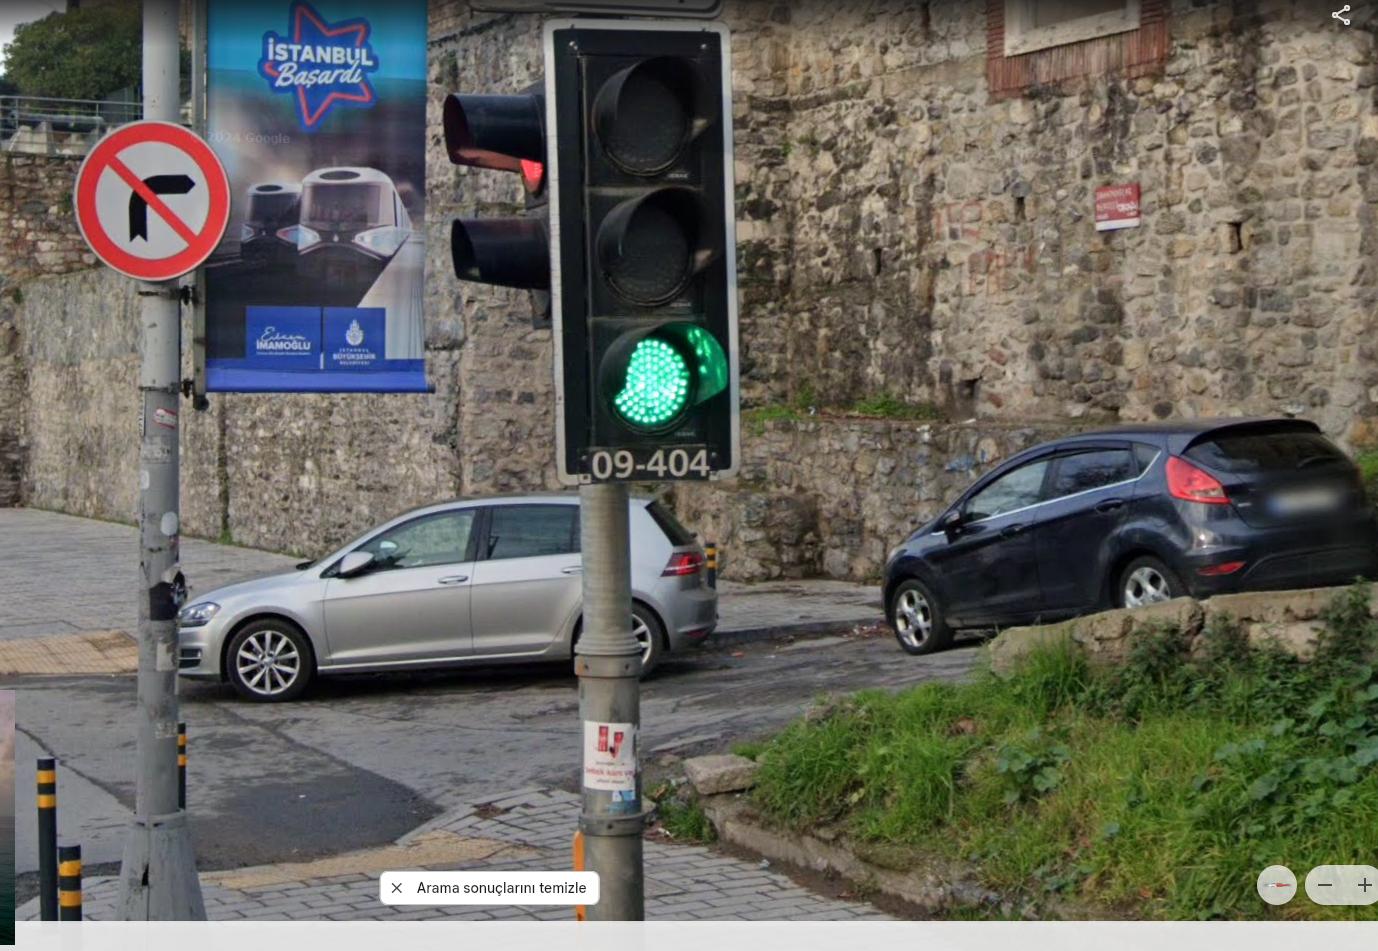 İSTANBUL
Başardı
2024 Google
Ekrem
İMAMOĞLU
İSTANBUL
BÜYÜKŞEHİR
BELEDİYESİ
09-404
Arama sonuçlarını temizle